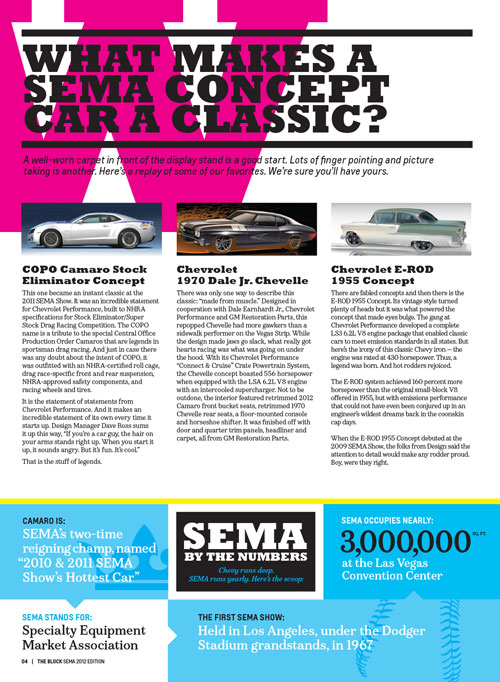 WHAT MAKES A
SEMA CONCEPT
CAR A CLASSIC?
A well-worn carpet in front of the display stand is a good start. Lots of finger pointing and picture
taking is another. Here's a replay of some of our favorites. We're sure you'll have yours.
COPO Camaro Stock
Eliminator Concept
This one became an instant classic at the
2011 SEMA Show. It was an incredible statement
for Chevrolet Performance, built to NHRA
specifications for Stock Eliminator/Super
Stock Drag Racing Competition. The COPO
name is a tribute to the special Central Office
Production Order Camaros that are legends in
sportsman drag racing. And just in case there
was any doubt about the intent of COPO, it
was outfitted with an NHRA-certified roll cage,
drag race-specific front and rear suspension,
NHRA-approved safety components, and
racing wheels and tires.
It is the statement of statements from
Chevrolet Performance. And it makes an
incredible statement of its own every time it
starts up. Design Manager Dave Ross sums
it up this way, "If you're a car guy, the hair on
your arms stands right up. When you start it
up, it sounds angry. But it's fun. It's cool."
That is the stuff of legends.
Chevrolet
1970 Dale Jr. Chevelle
There was only one way to describe this
classic: "made from muscle." Designed in
cooperation with Dale Earnhardt Jr., Chevrolet
Performance and GM Restoration Parts, this
repopped Chevelle had more gawkers than a
sidewalk performer on the Vegas Strip. While
the design made jaws go slack, what really got
hearts racing was what was going on under
the hood. With its Chevrolet Performance
"Connect & Cruise" Crate Powertrain System,
the Chevelle concept boasted 556 horsepower
when equipped with the LSA 6.2L V8 engine
with an intercooled supercharger. Not to be
outdone, the interior featured retrimmed 2012
Camaro front bucket seats, retrimmed 1970
Chevelle rear seats, a floor-mounted console
and horseshoe shifter. It was finished off with
door and quarter trim panels, headliner and
carpet, all from GM Restoration Parts.
Chevrolet E-ROD
1955 Concept
There are fabled concepts and then there is the
E-ROD 1955 Concept. Its vintage style turned
plenty of heads but it was what powered the
concept that made eyes bulge. The gang at
Chevrolet Performance developed a complete
LS3 6.2L V8 engine package that enabled classic
cars to meet emission standards in all states. But
here's the irony of this classic Chevy iron — the
engine was rated at 430 horsepower. Thus, a
legend was born. And hot rodders rejoiced.
The E-ROD system achieved 160 percent more
horsepower than the original small-block V8
offered in 1955, but with emissions performance
that could not have even been conjured up in an
engineer's wildest dreams back in the coonskin
cap days.
When the E-ROD 1955 Concept debuted at the
2009 SEMA Show, the folks from Design said the
attention to detail would make any rodder proud.
Boy, were they right.
CAMARO IS:
SEMA's two-time
reigning champ, named
"2010 & 2011 SEMA
Show's Hottest Car"
SEMA
BY THE NUMBERS
Chevy runs deep.
SEMA runs yearly. Here's the scoop:
SEMA OCCUPIES NEARLY:
3,000,000 SQ. FT.
at the Las Vegas
Convention Center
SEMA STANDS FOR:
Specialty Equipment
Market Association
THE FIRST SEMA SHOW:
Held in Los Angeles, under the Dodger
Stadium grandstands, in 1967
04 | THE BLOCK SEMA 2012 EDITION